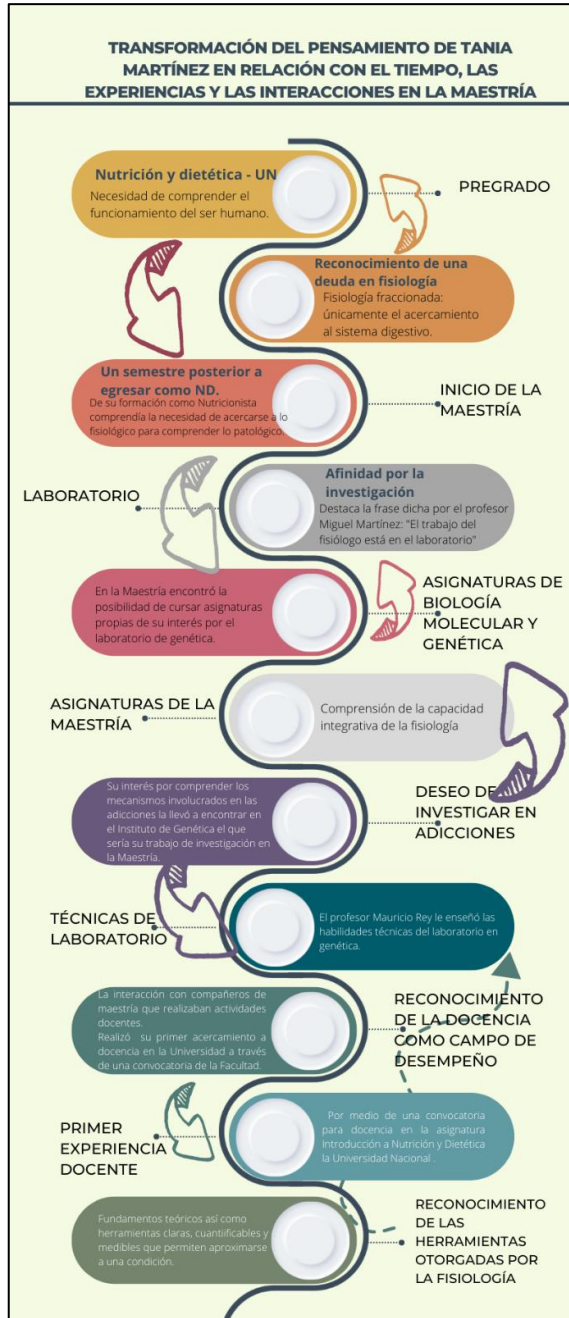 TRANSFORMACIÓN DEL PENSAMIENTO DE TANIA
MARTÍNEZ EN RELACIÓN CON EL TIEMPO, LAS
EXPERIENCIAS Y LAS INTERACCIONES EN LA MAESTRÍA
Nutrición y dietética - UN
Necesidad de comprender el
funcionamiento del ser humano.
PREGRADO
Reconocimiento de una
deuda en fisiología
Fisiología fraccionada:
únicamente el acercamiento
al sistema digestivo.
Un semestre posterior a
egresar como ND.
De su formación como Nutricionista
comprendía la necesidad de acercarse a lo
fisiológico para comprender lo patológico.
INICIO DE LA
MAESTRÍA
LABORATORIO
Afinidad por la
investigación
Destaca la frase dicha por el profesor
Miguel Martínez: "El trabajo del
fisiólogo está en el laboratorio"
En la Maestría encontró la
posibilidad de cursar asignaturas
propias de su interés por el
laboratorio de genética.
ASIGNATURAS DE
BIOLOGÍA
MOLECULAR Y
GENÉTICA
ASIGNATURAS DE LA
MAESTRÍA
Comprensión de la capacidad
integrativa de la fisiología
Su interés por comprender los
mecanismos involucrados en las
adicciones la llevó a encontrar en
el Instituto de Genética el que
sería su trabajo de investigación en
la Maestría.
DESEO DE
INVESTIGAR EN
ADICCIONES
TÉCNICAS DE
LABORATORIO
El profesor Mauricio Rey le enseñó las
habilidades técnicas del laboratorio en
genética.
La interacción con compañeros de
maestría que realizaban actividades
docentes.
Realizó su primer acercamiento a
docencia en la Universidad a través
de una convocatoria de la Facultad.
RECONOCIMIENTO
DE LA DOCENCIA
COMO CAMPO DE
DESEMPEÑO
PRIMER
EXPERIENCIA
DOCENTE
Por medio de una convocatoria
para docencia en la asignatura
Introducción a Nutrición y Dietética
la Universidad Nacional .
Fundamentos teóricos así como
herramientas claras, cuantificables y
medibles que permiten aproximarse
a una condición.
RECONOCIMIENTO
DE LAS
HERRAMIENTAS
OTORGADAS POR
LA FISIOLOGÍA